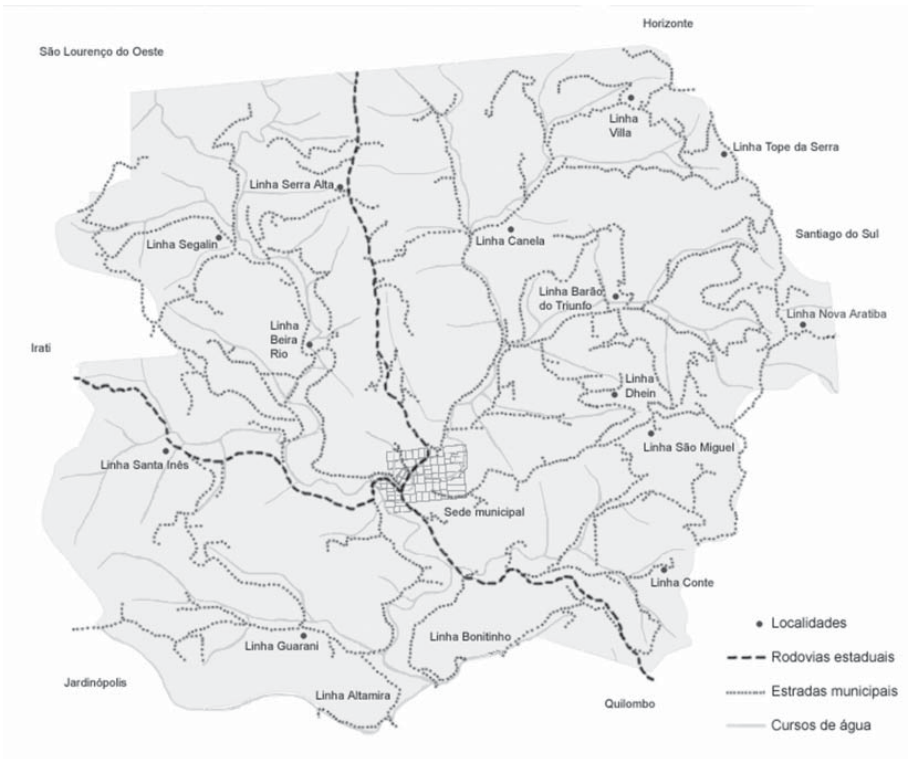 Horizonte
São Lourenço do Oeste
Linha
Villa
Linha Tope da Serra
Linha Serra Alta
Santiago do Sul
Linha Canela
Linha Segalin
Linha Barão
do Triunfo
Linha Nova Aratiba
Linha
Beira
Rio
Irati
Linha
Dhein
Linha São Miguel
Linha Santa Inês
Sede municipal
Linha Conte
Localidades
Linha Bonitinho
Linha Guarani
Rodovias estaduais
Jardinópolis
Linha Altamira
Estradas municipais
Quilombo
Cursos de água